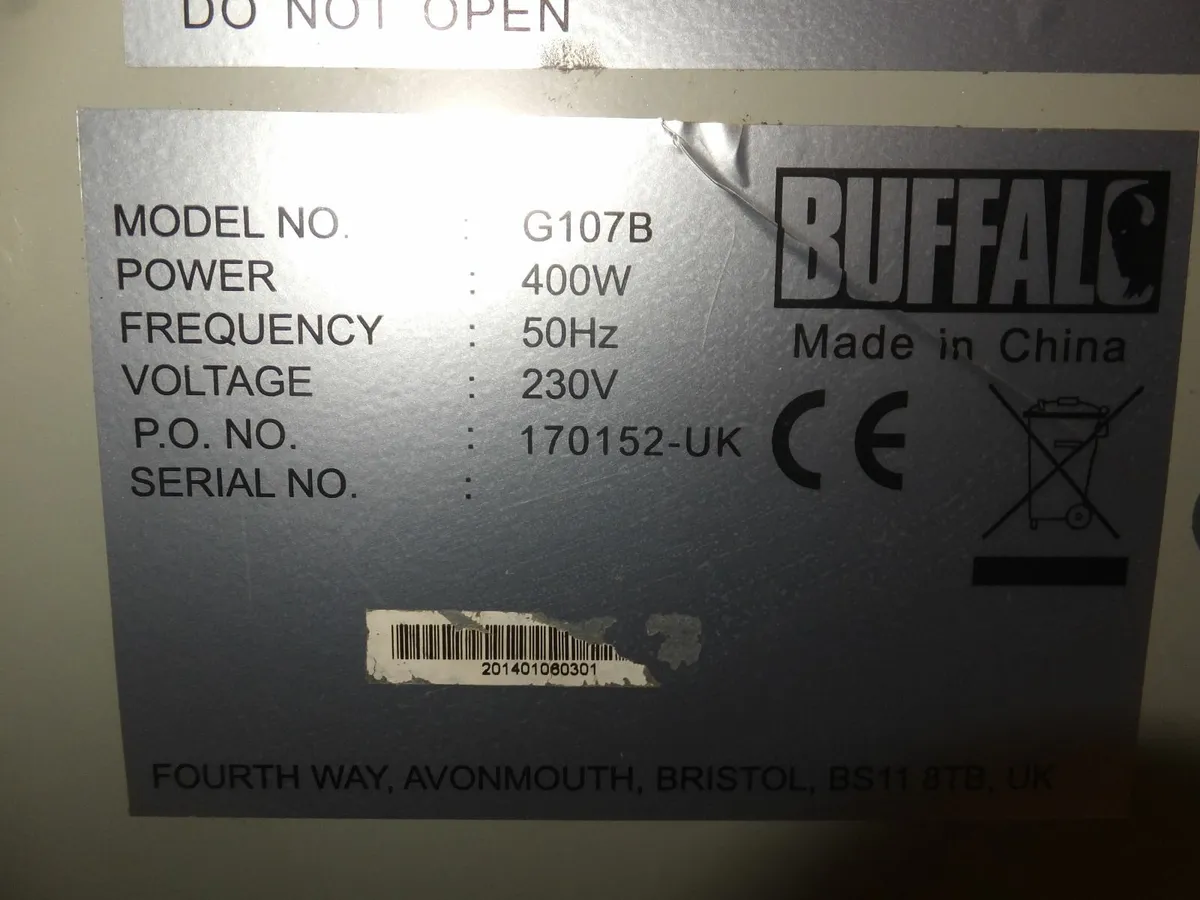 DO NOT OPEN
BUFFALO
Made in China
MODEL NO. : G107B
POWER : 400W
FREQUENCY : 50Hz
VOLTAGE : 230V
P.O. NO. : 170152-UK
SERIAL NO. :
CE
201401060301
FOURTH WAY, AVONMOUTH, BRISTOL, BS11 8TB, UK